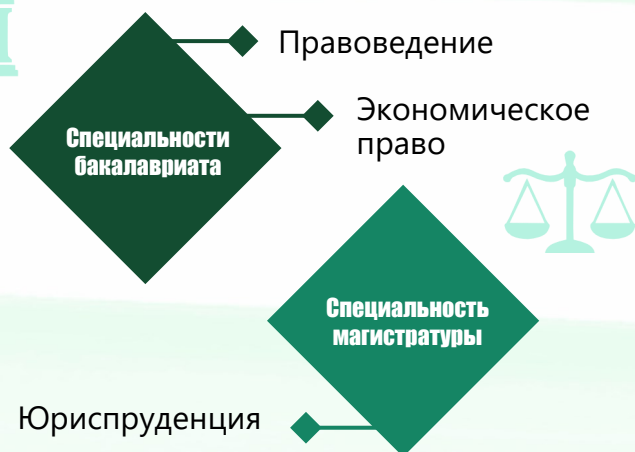 Правоведение
Экономическое
право
Специальности
бакалавриата
Специальность
магистратуры
Юриспруденция